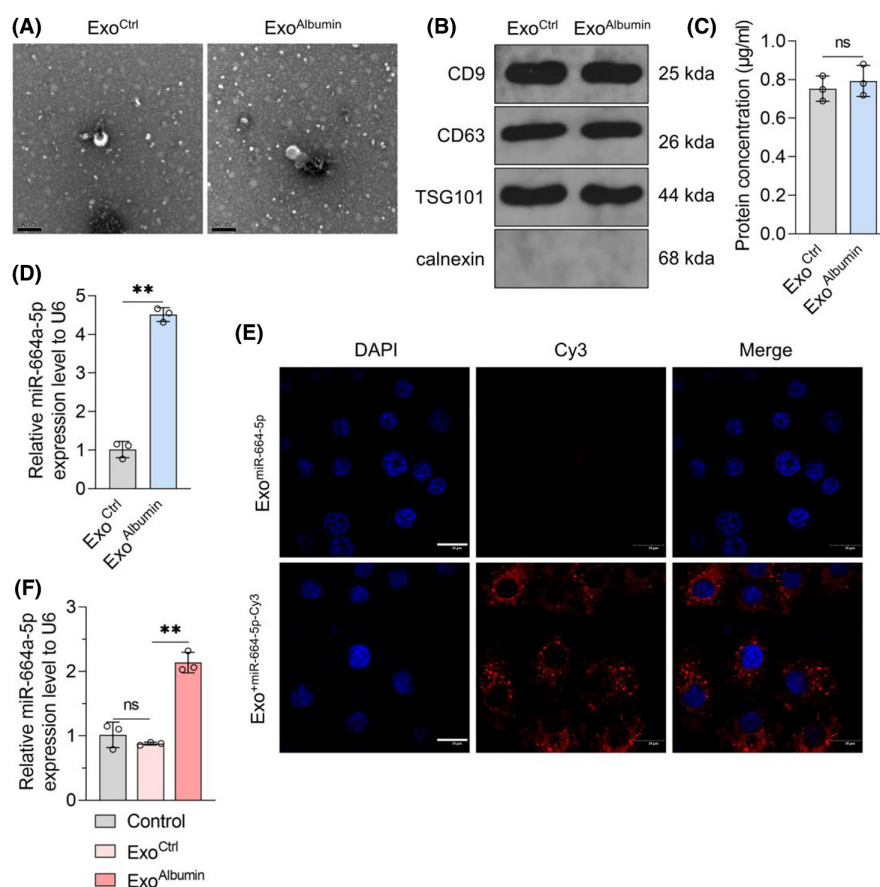 (A)
Exo^Ctrl
Exo^Albumin
(B)
Exo^Ctrl
Exo^Albumin
CD9
25 kda
CD63
26 kda
TSG101
44 kda
calnexin
68 kda
(C)
Protein concentration (µg/ml)
1.0
0.8
0.6
0.4
0.2
0.0
ns
Exo^Ctrl
Exo^Albumin
(D)
Relative miR-664a-5p
expression level to U6
5
4
3
2
1
0
**
Exo^Ctrl
Exo^Albumin
(E)
DAPI
Cy3
Merge
Exo^miR-664-5p
Exo^+miR-664-5p-Cy3
(F)
Relative miR-664a-5p
expression level to U6
3
2
1
0
ns
**
Control
Exo^Ctrl
Exo^Albumin